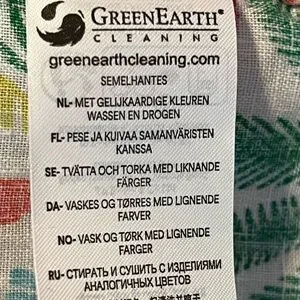 GREENEARTH®
CLEANING
greenearthcleaning.com
SEMELHANTES
NL- MET GELIJKAARDIGE KLEUREN
WASSEN EN DROGEN
FL- PESE JA KUIVAA SAMANVÄRISTEN
KANSSA
SE- TVÄTTA OCH TORKA MED LIKNANDE
FÄRGER
DA- VASKES OG TØRRES MED LIGNENDE
FARVER
NO- VASK OG TØRK MED LIGNENDE
FARGER
RU- СТИРАТЬ И СУШИТЬ С ИЗДЕЛИЯМИ
АНАЛОГИЧНЫХ ЦВЕТОВ